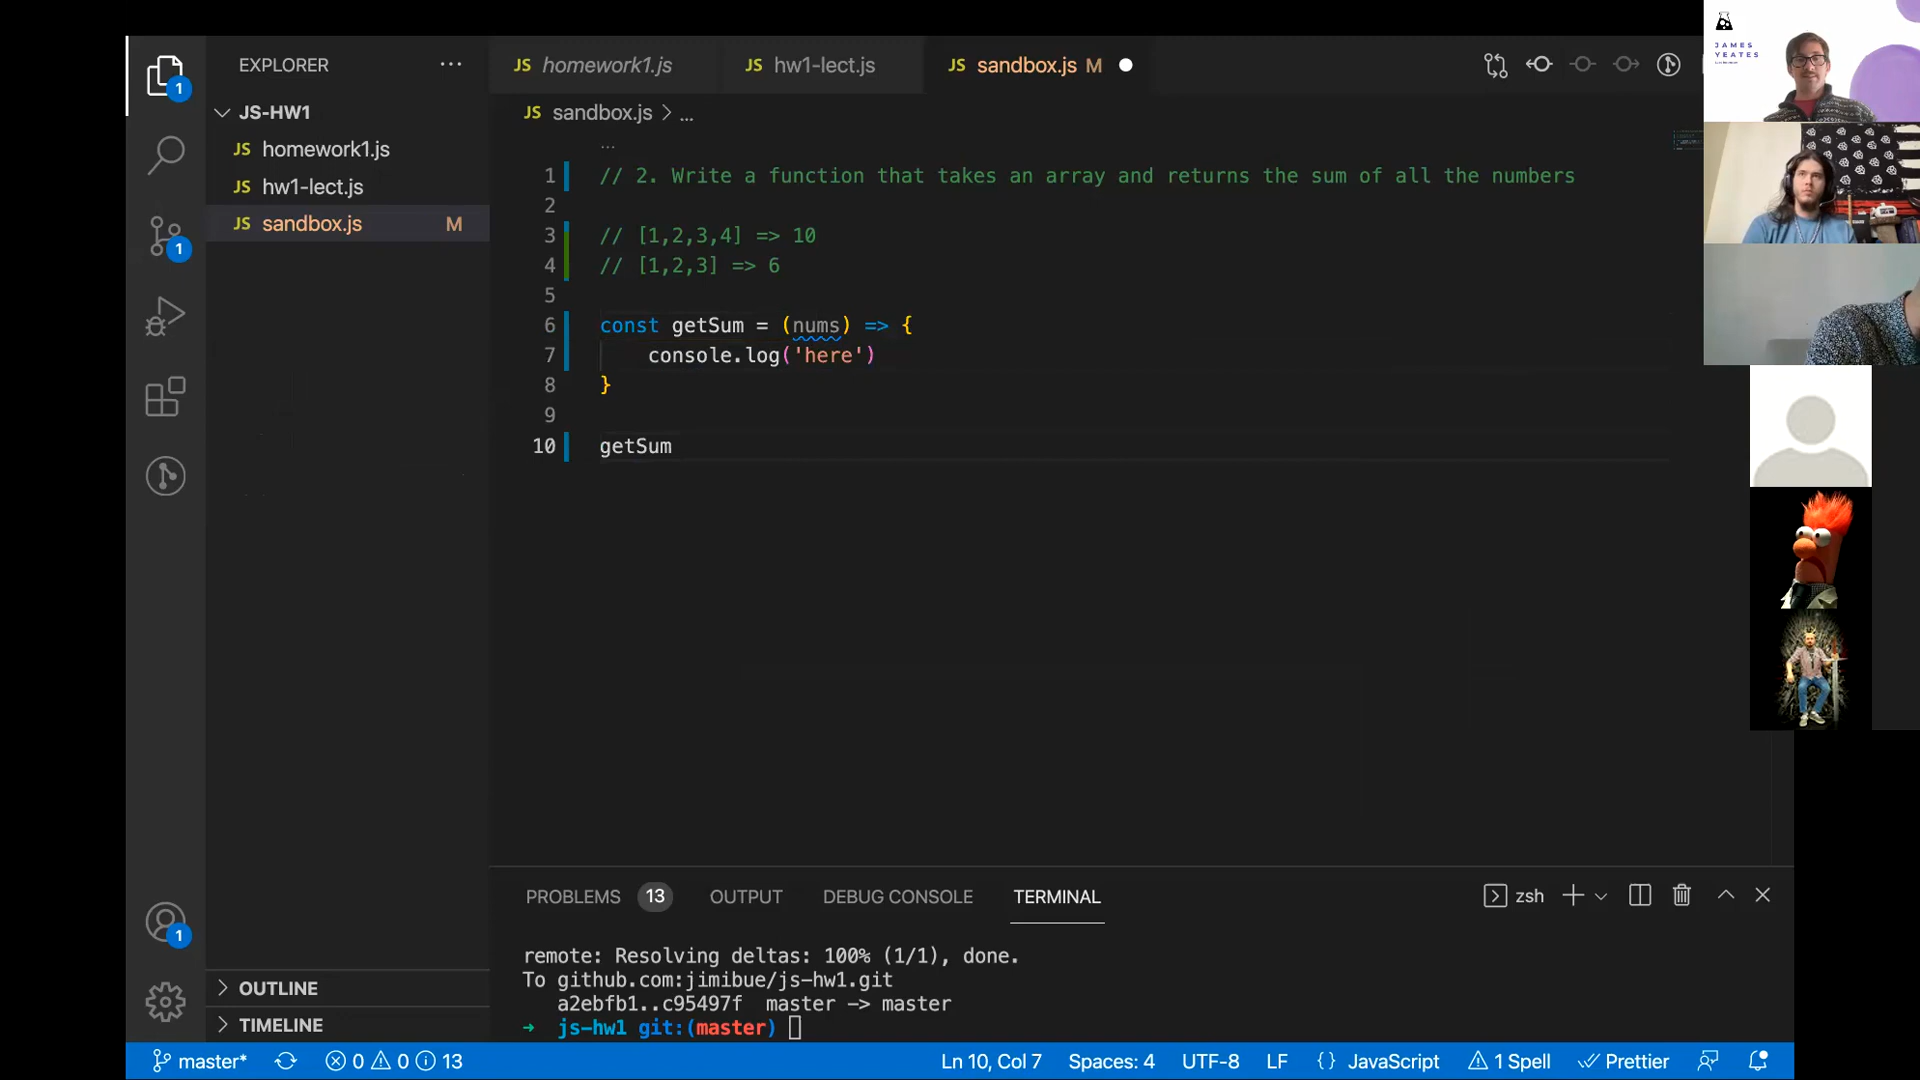 EXPLORER
JS-HW1
JS homework1.js
JS hw1-lect.js
JS sandbox.js M
OUTLINE
TIMELINE
JS homework1.js JS hw1-lect.js JS sandbox.js M
JS sandbox.js > ...
...
1 // 2. Write a function that takes an array and returns the sum of all the numbers
2
3 // [1,2,3,4] => 10
4 // [1,2,3] => 6
5
6 const getSum = (nums) => {
7 console.log('here')
8 }
9
10 getSum
PROBLEMS 13 OUTPUT DEBUG CONSOLE TERMINAL zsh
remote: Resolving deltas: 100% (1/1), done.
To github.com:jimibue/js-hw1.git
a2ebfb1..c95497f master -> master
→ js-hw1 git:(master)
master* 0 0 13 Ln 10, Col 7 Spaces: 4 UTF-8 LF {} JavaScript 1 Spell Prettier
1
1
1
JAMES
YEATES